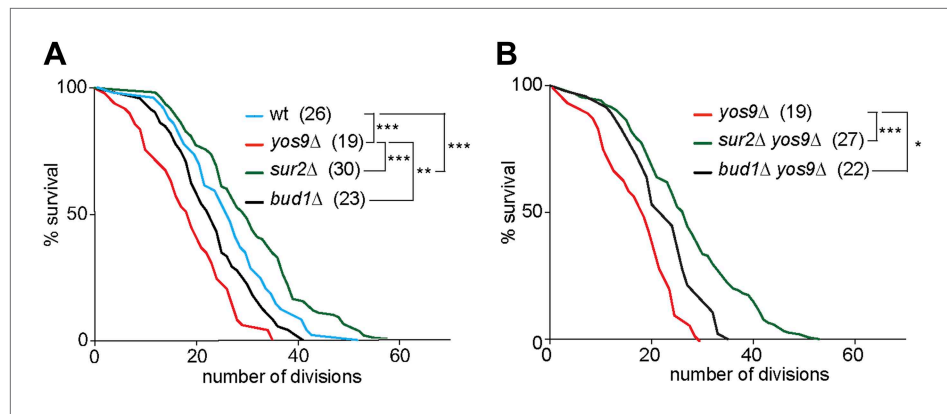 A
% survival
100
50
0
0
20
40
60
number of divisions
wt (26)
yos9Δ (19)
sur2Δ (30)
bud1Δ (23)
***
***
**
***
B
% survival
100
50
0
0
20
40
60
number of divisions
yos9Δ (19)
sur2Δ yos9Δ (27)
bud1Δ yos9Δ (22)
***
*